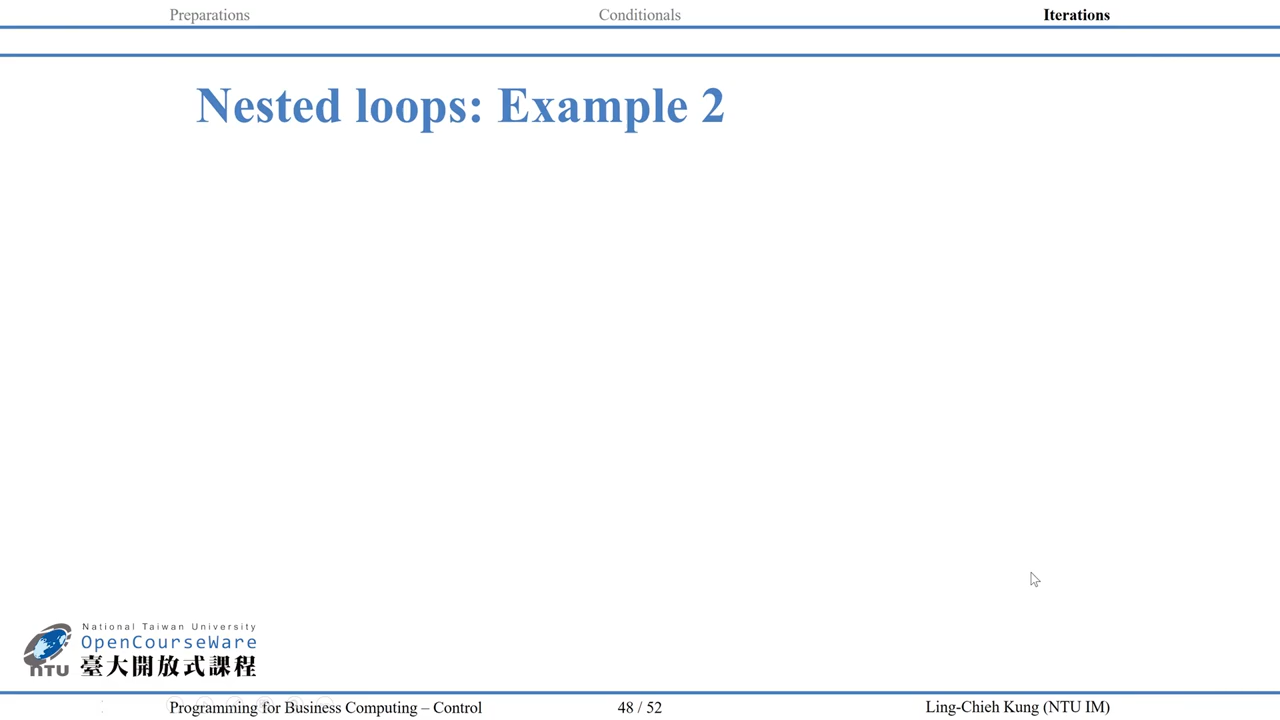 Preparations
Conditionals
Iterations
Nested loops: Example 2
National Taiwan University
OpenCourseWare
NTU 臺大開放式課程
Programming for Business Computing – Control
48 / 52
Ling-Chieh Kung (NTU IM)